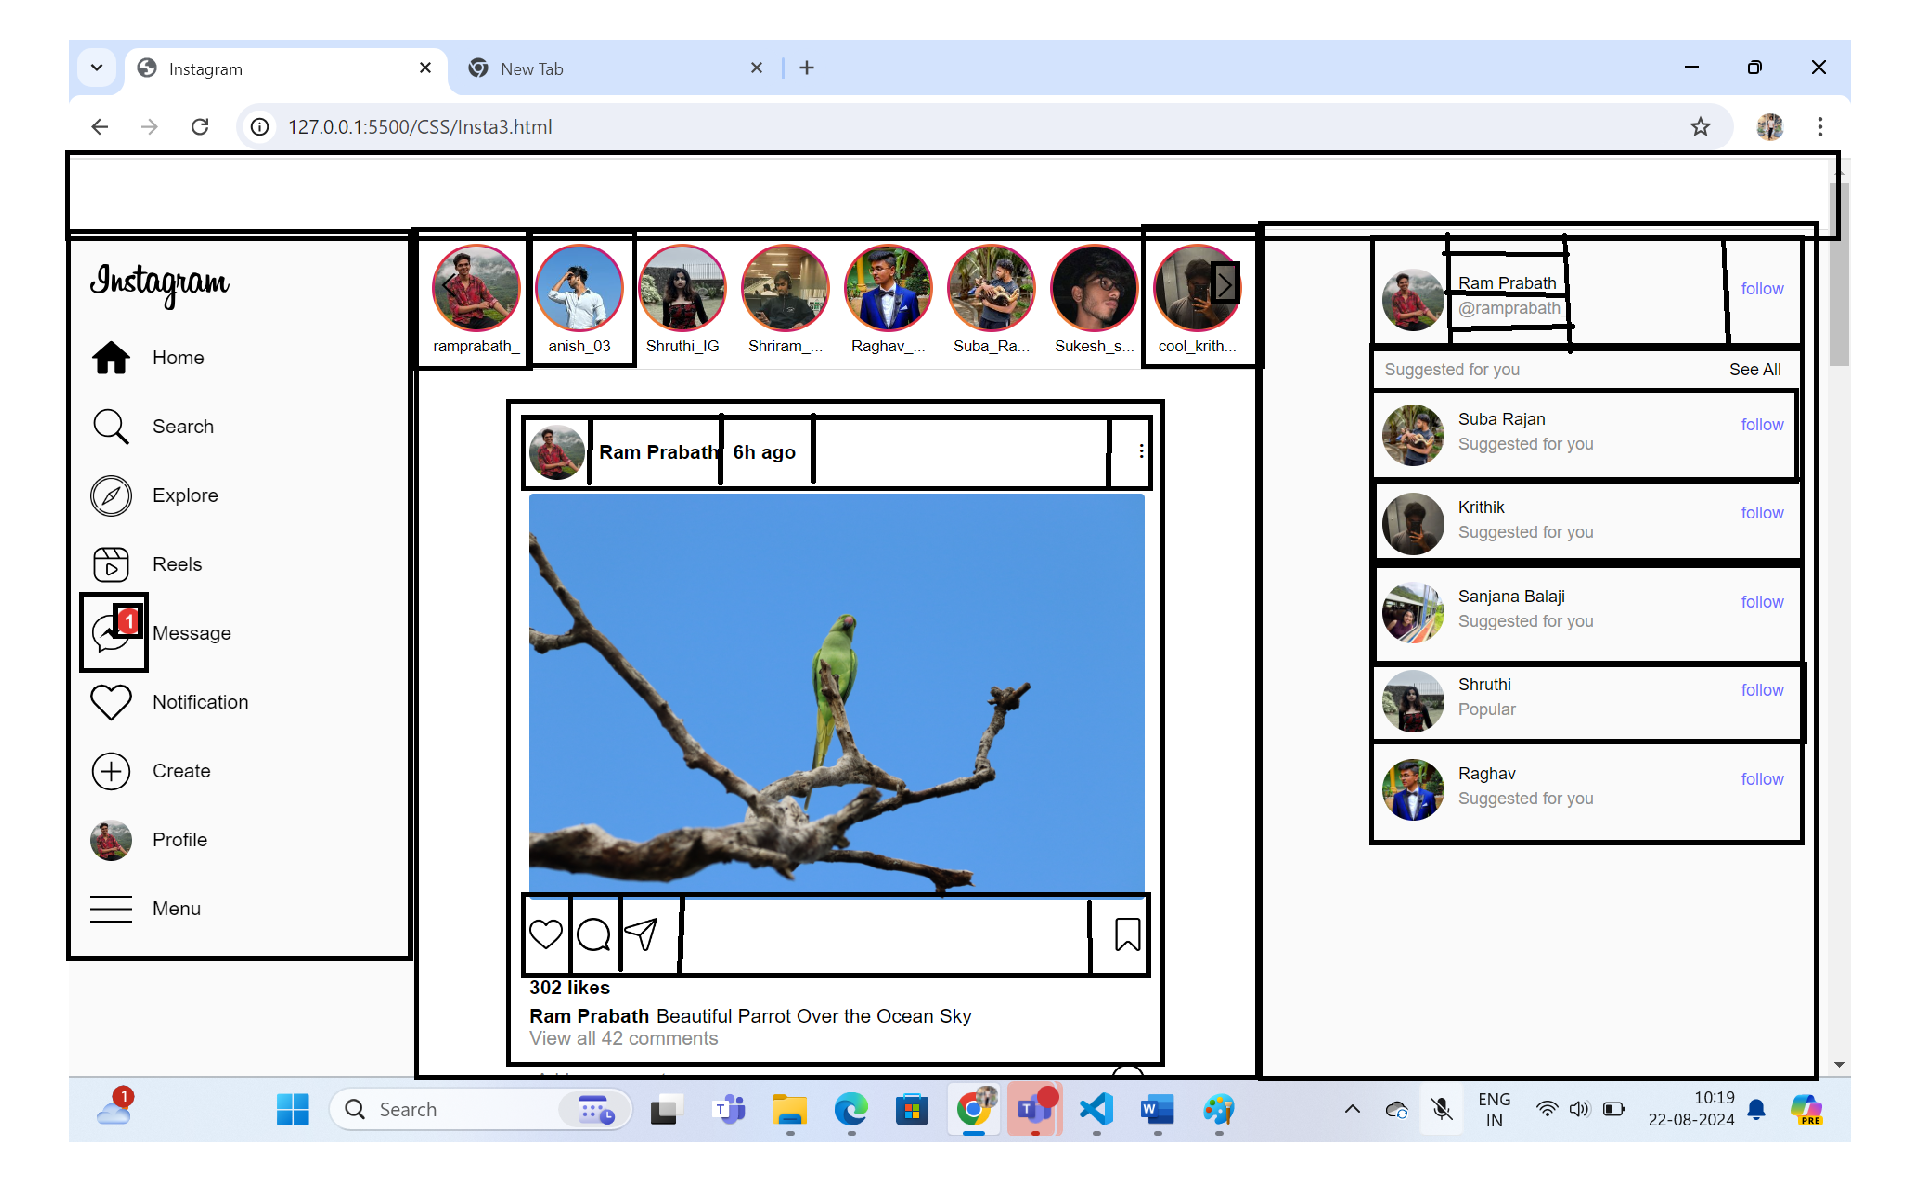 Instagram
New Tab
127.0.0.1:5500/CSS/Insta3.html
Instagram
Home
Search
Explore
Reels
1
Message
Notification
Create
Profile
Menu
ramprabath_
anish_03
Shruthi_IG
Shriram_...
Raghav_...
Suba_Ra...
Sukesh_s...
cool_krith...
Ram Prabath 6h ago
302 likes
Ram Prabath Beautiful Parrot Over the Ocean Sky
View all 42 comments
Ram Prabath
@ramprabath
follow
Suggested for you See All
Suba Rajan
Suggested for you
follow
Krithik
Suggested for you
follow
Sanjana Balaji
Suggested for you
follow
Shruthi
Popular
follow
Raghav
Suggested for you
follow
1
Search
ENG
IN
10:19
22-08-2024
PRE